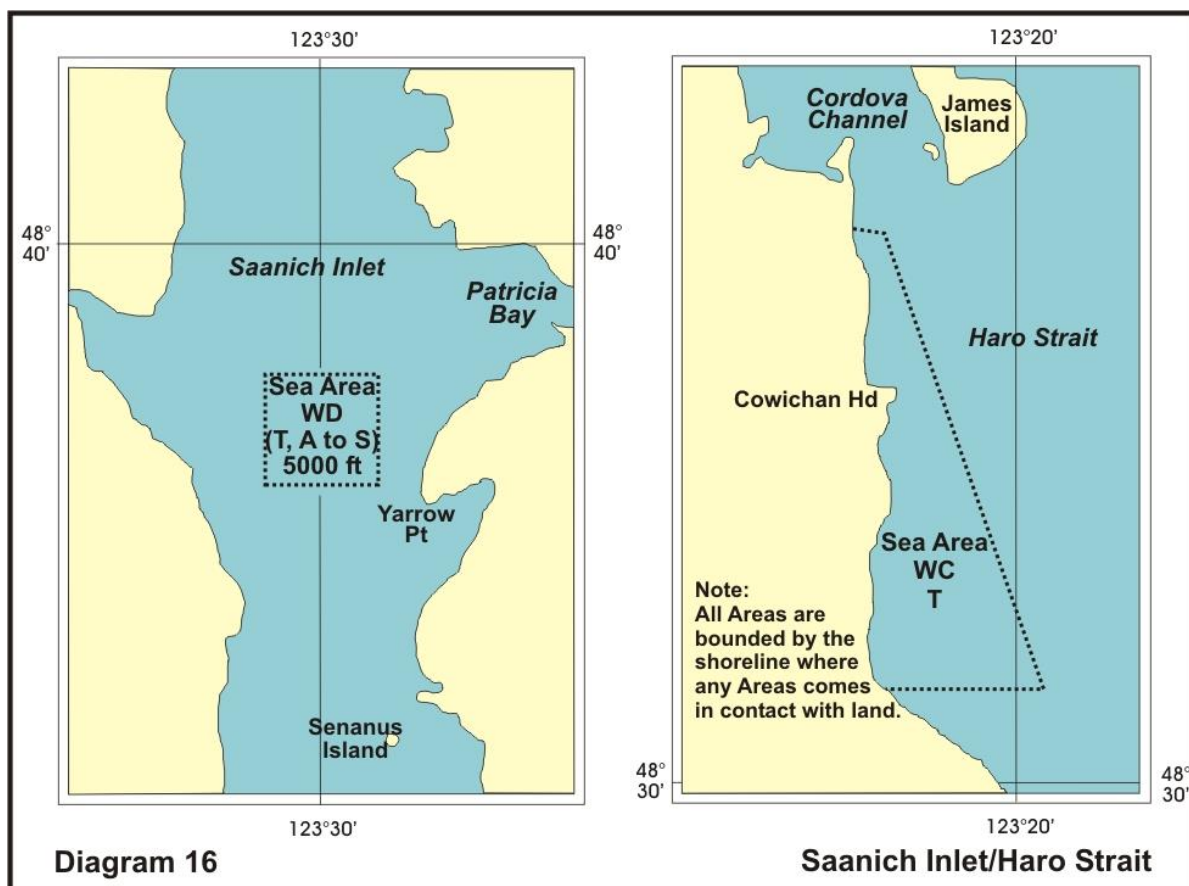 123°30'
48°
40'
48°
40'
Saanich Inlet
Patricia
Bay
Sea Area
WD
(T, A to S)
5000 ft
Yarrow
Pt
Senanus
Island
123°30'
123°20'
Cordova
Channel
James
Island
Haro Strait
Cowichan Hd
Sea Area
WC
T
Note:
All Areas are
bounded by the
shoreline where
any Areas comes
in contact with land.
48°
30'
48°
30'
123°20'
Diagram 16
Saanich Inlet/Haro Strait